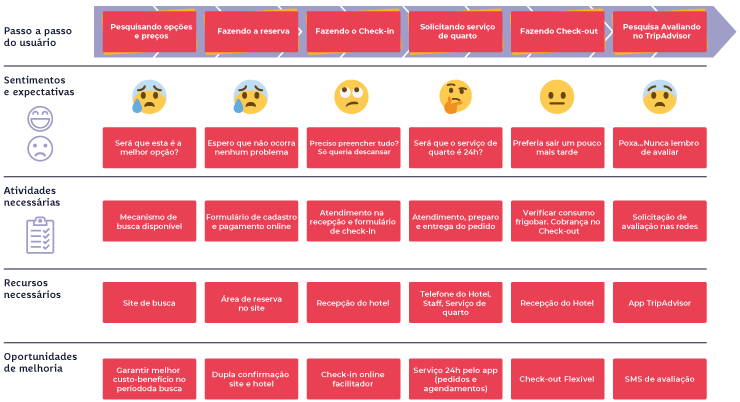 Passo a passo
do usuário
Pesquisando opções
e preços
Fazendo a reserva
Fazendo o Check-in
Solicitando serviço
de quarto
Fazendo Check-out
Pesquisa Avaliando
no TripAdvisor
Sentimentos
e expectativas
Será que esta é a
melhor opção?
Espero que não ocorra
nenhum problema
Preciso preencher tudo?
Só queria descansar
Será que o serviço de
quarto é 24h?
Preferia sair um pouco
mais tarde
Poxa...Nunca lembro
de avaliar
Atividades
necessárias
Mecanismo de
busca disponível
Formulário de cadastro
e pagamento online
Atendimento na
recepção e formulário
de check-in
Atendimento, preparo
e entrega do pedido
Verificar consumo
frigobar. Cobrança no
Check-out
Solicitação de
avaliação nas redes
Recursos
necessários
Site de busca
Área de reserva
no site
Recepção do hotel
Telefone do Hotel,
Staff, Serviço de
quarto
Recepção do Hotel
App TripAdvisor
Oportunidades
de melhoria
Garantir melhor
custo-benefício no
períododa busca
Dupla confirmação
site e hotel
Check-in online
facilitador
Serviço 24h pelo app
(pedidos e
agendamentos)
Check-out Flexível
SMS de avaliação